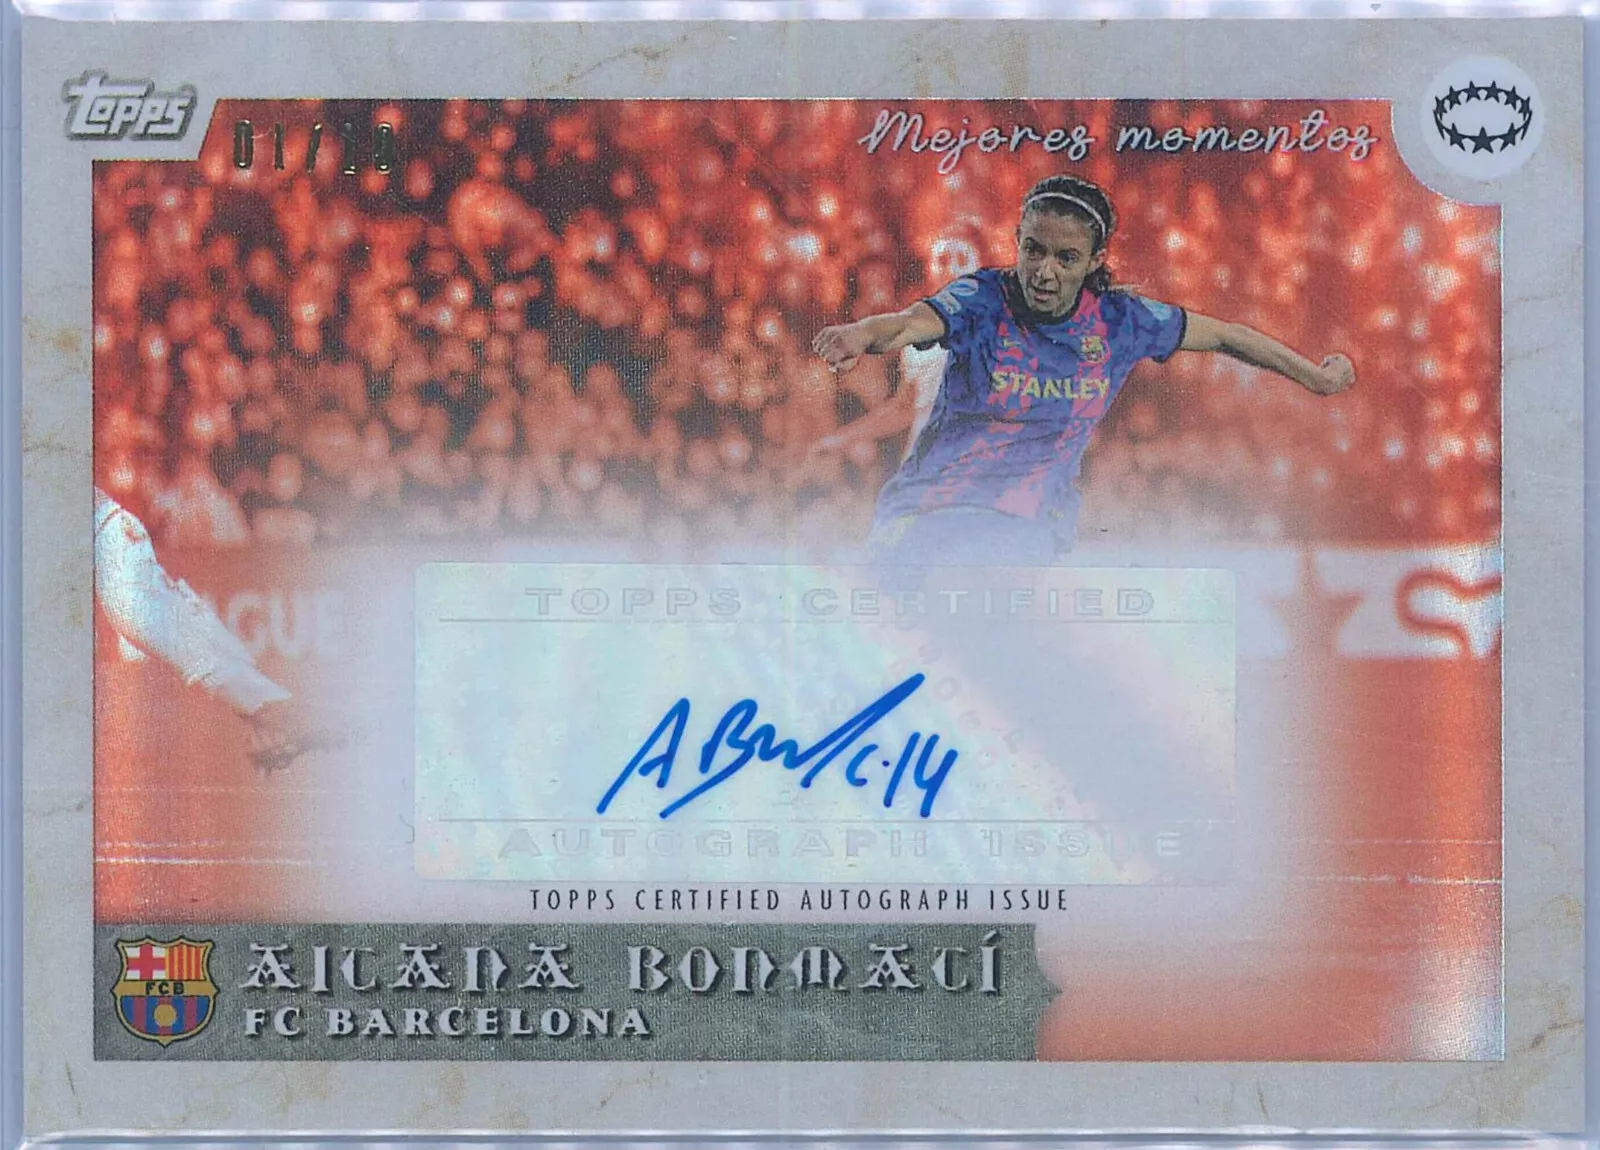 Topps
01/10
Mejores momentos
STANLEY
GUE
TOPPS CERTIFIED
A Bon c.14
AUTOGRAPH ISSUE
TOPPS CERTIFIED AUTOGRAPH ISSUE
AITANA BONMATÍ
FCB
FC BARCELONA